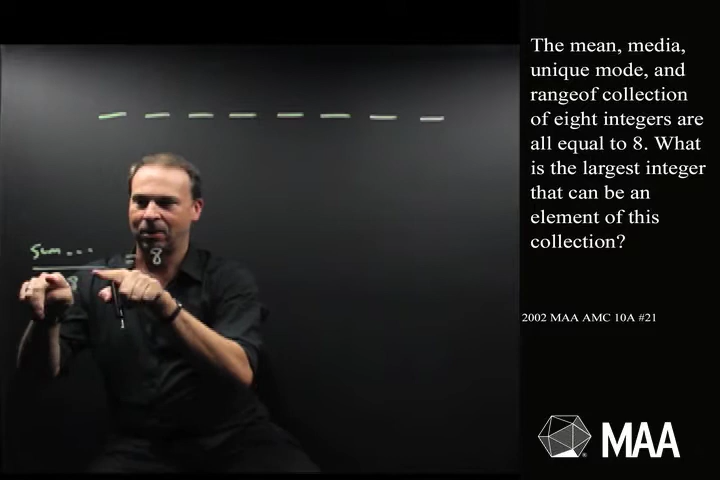 The mean, media,
unique mode, and
rangeof collection
of eight integers are
all equal to 8. What
is the largest integer
that can be an
element of this
collection?
2002 MAA AMC 10A #21
Sum ... = 8
8
MAA